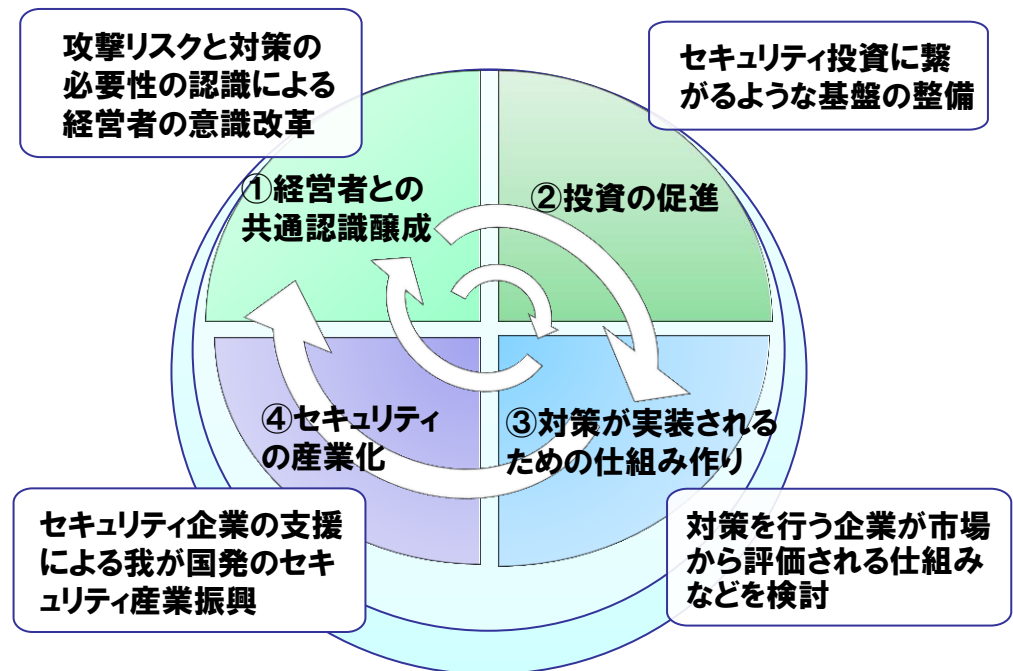 攻撃リスクと対策の
必要性の認識による
経営者の意識改革
セキュリティ投資に繋
がるような基盤の整備
①経営者との
共通認識醸成
②投資の促進
④セキュリティ
の産業化
③対策が実装される
ための仕組み作り
セキュリティ企業の支援
による我が国発のセキ
ュリティ産業振興
対策を行う企業が市場
から評価される仕組み
などを検討